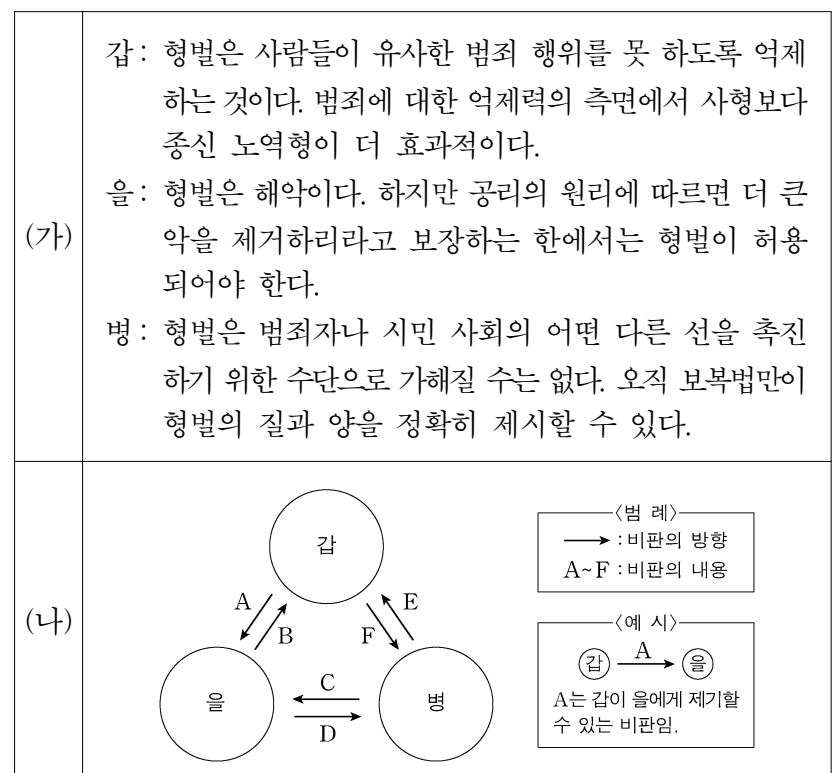 (가)
갑: 형벌은 사람들이 유사한 범죄 행위를 못 하도록 억제
하는 것이다. 범죄에 대한 억제력의 측면에서 사형보다
종신 노역형이 더 효과적이다.
을: 형벌은 해악이다. 하지만 공리의 원리에 따르면 더 큰
악을 제거하리라고 보장하는 한에서는 형벌이 허용
되어야 한다.
병: 형벌은 범죄자나 시민 사회의 어떤 다른 선을 촉진
하기 위한 수단으로 가해질 수는 없다. 오직 보복법만이
형벌의 질과 양을 정확히 제시할 수 있다.
(나)
갑
A
B
F
E
을
C
D
병
〈범 례〉
→ : 비판의 방향
A~F : 비판의 내용
〈예 시〉
갑 A → 을
A는 갑이 을에게 제기할
수 있는 비판임.